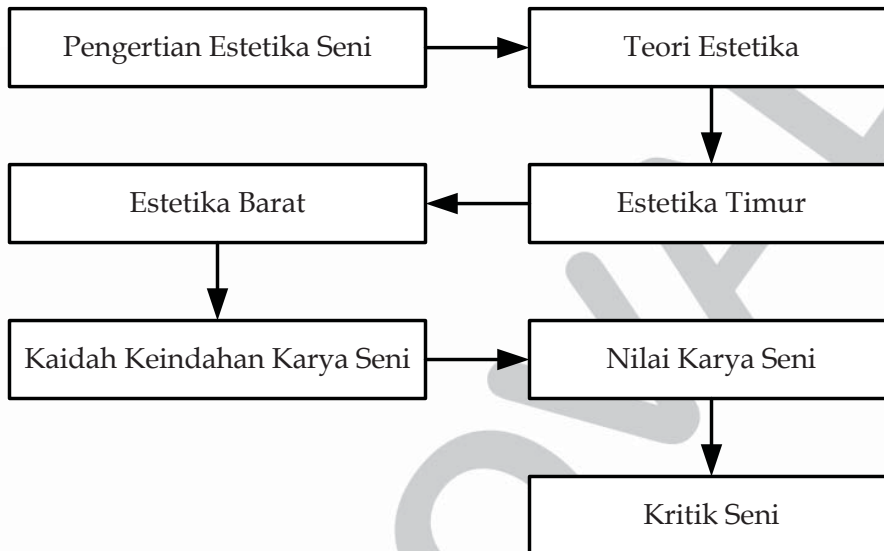 Pengertian Estetika Seni
Teori Estetika
Estetika Timur
Estetika Barat
Kaidah Keindahan Karya Seni
Nilai Karya Seni
Kritik Seni